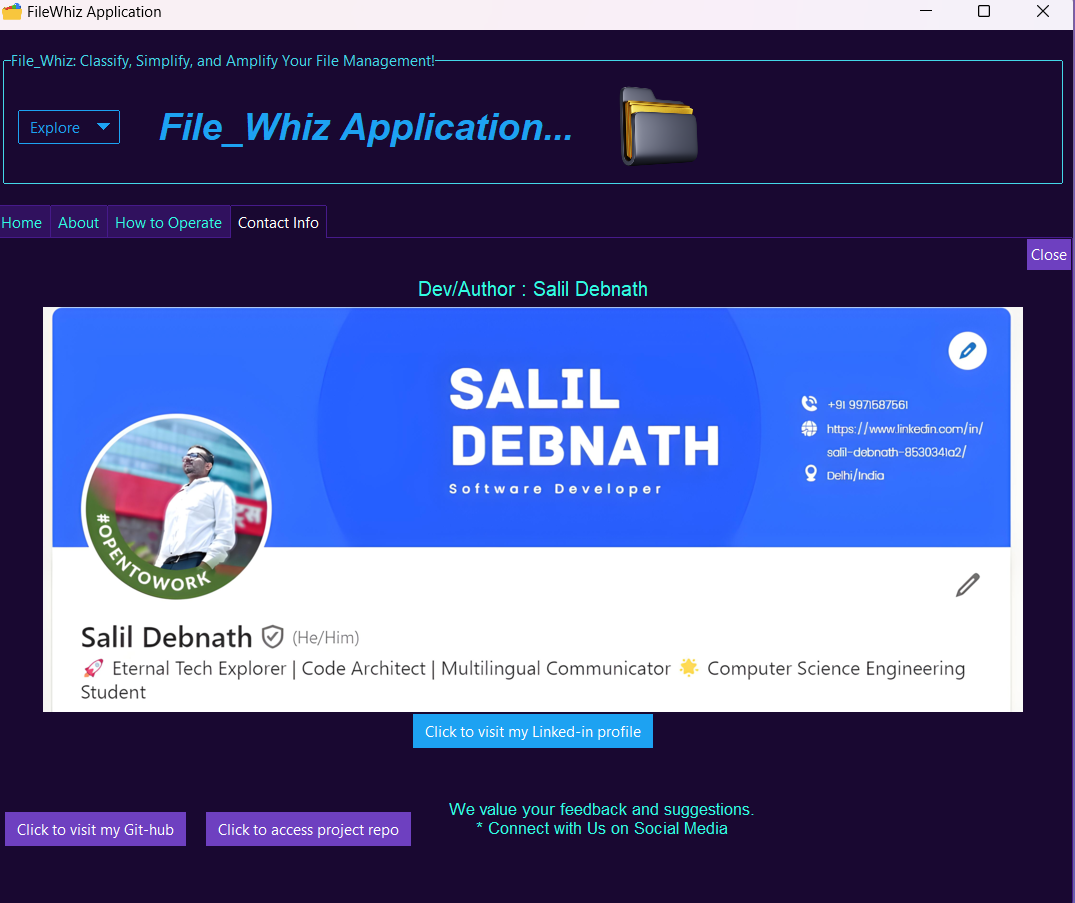 FileWhiz Application
File_Whiz: Classify, Simplify, and Amplify Your File Management!
Explore
File_Whiz Application...
Home
About
How to Operate
Contact Info
Close
Dev/Author : Salil Debnath
SALIL
DEBNATH
Software Developer
+91 9971587561
https://www.linkedin.com/in/
salil-debnath-8530341a2/
Delhi/India
#OPENTOWORK
Salil Debnath (He/Him)
🚀 Eternal Tech Explorer | Code Architect | Multilingual Communicator 🌟 Computer Science Engineering
Student
Click to visit my Linked-in profile
Click to visit my Git-hub
Click to access project repo
We value your feedback and suggestions.
* Connect with Us on Social Media